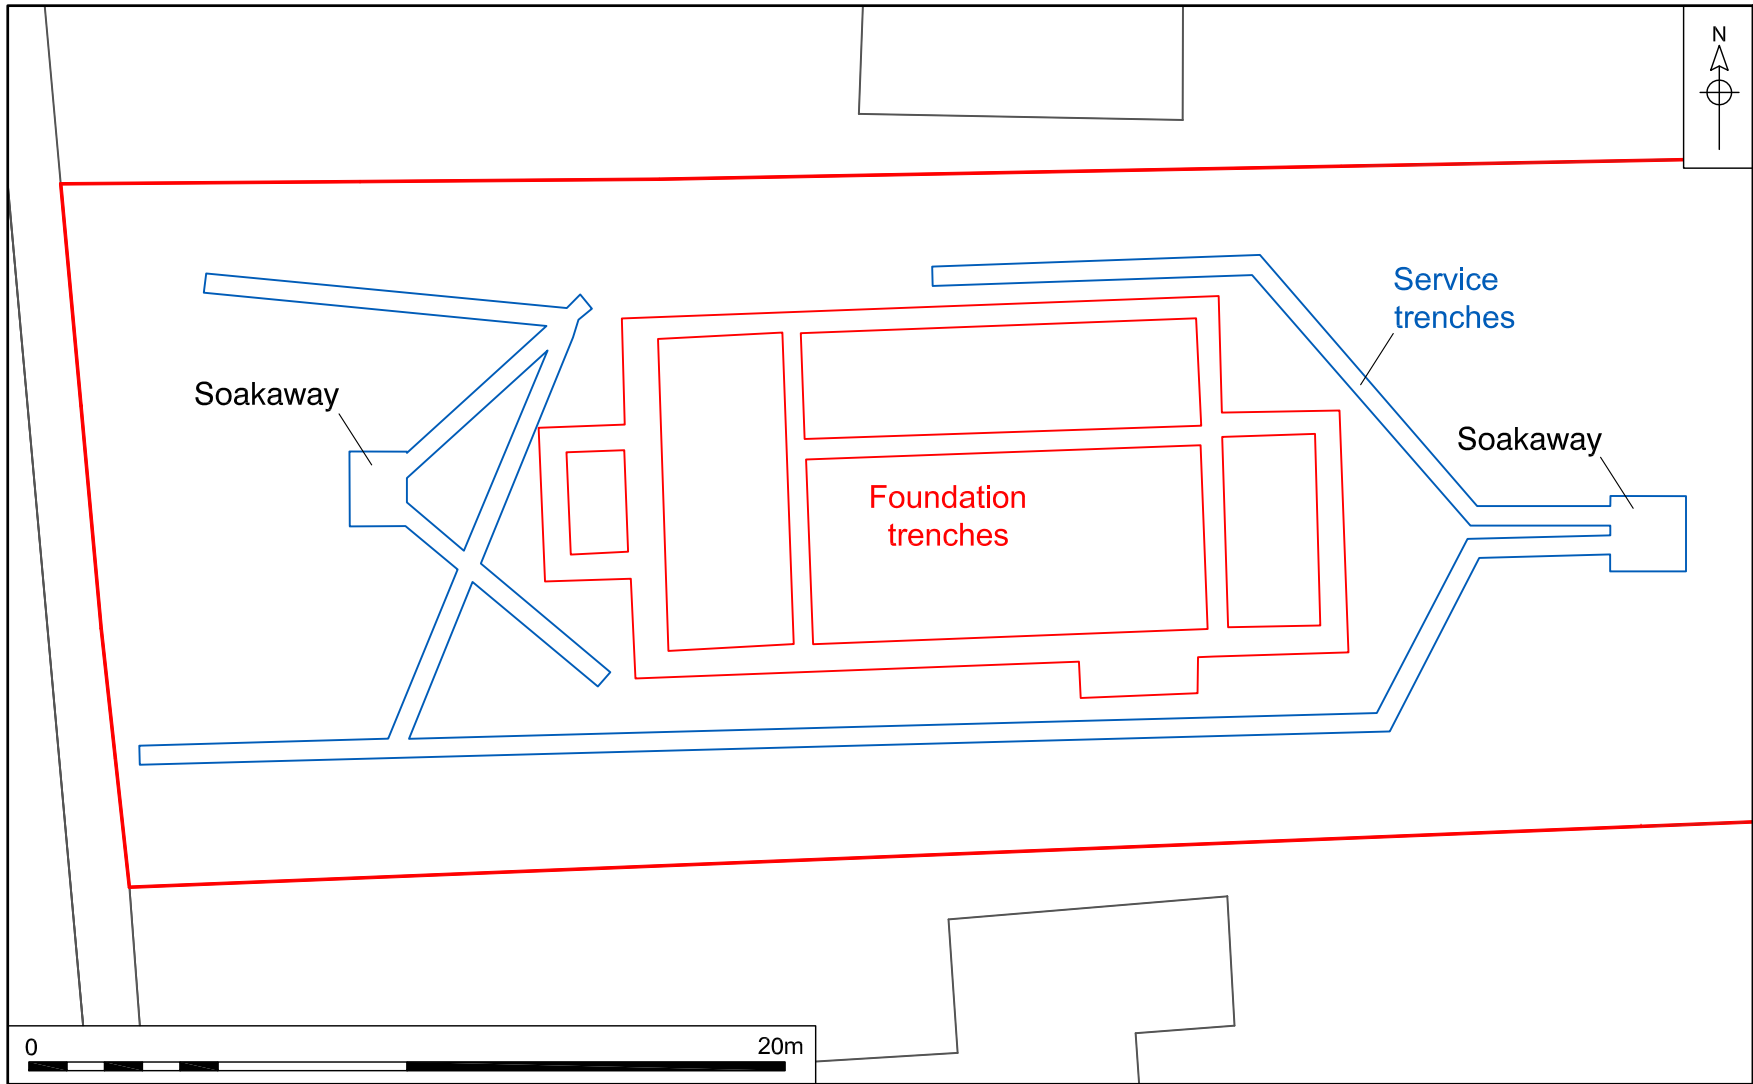 N
Service
trenches
Soakaway
Soakaway
Foundation
trenches
0
20m